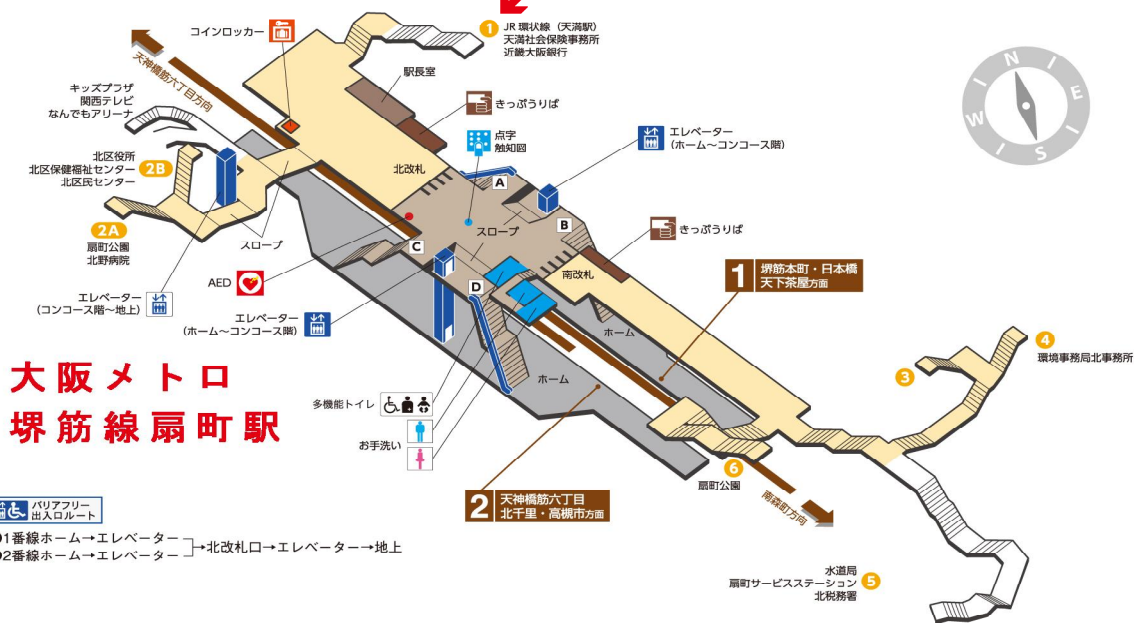 コインロッカー
1
JR 環状線（天満駅）
天満社会保険事務所
近畿大阪銀行
天神橋筋六丁目方向
駅長室
キッズプラザ
関西テレビ
なんでもアリーナ
きっぷうりば
点字
触知図
エレベーター
(ホーム～コンコース階)
N
E
S
W
北区役所
北区保健福祉センター
北区民センター
2B
北改札
A
B
C
D
スロープ
2A
扇町公園
北野病院
スロープ
きっぷうりば
南改札
AED
エレベーター
(コンコース階～地上)
エレベーター
(ホーム～コンコース階)
1
堺筋本町・日本橋
天下茶屋方面
ホーム
4
環境事務局北事務所
3
大阪メトロ
堺筋線扇町駅
ホーム
多機能トイレ
お手洗い
6
扇町公園
2
天神橋筋六丁目
北千里・高槻市方面
南森町方向
バリアフリー
出入口ルート
1番線ホーム→エレベーター
2番線ホーム→エレベーター
→北改札口→エレベーター→地上
水道局
扇町サービスステーション
北税務署
5